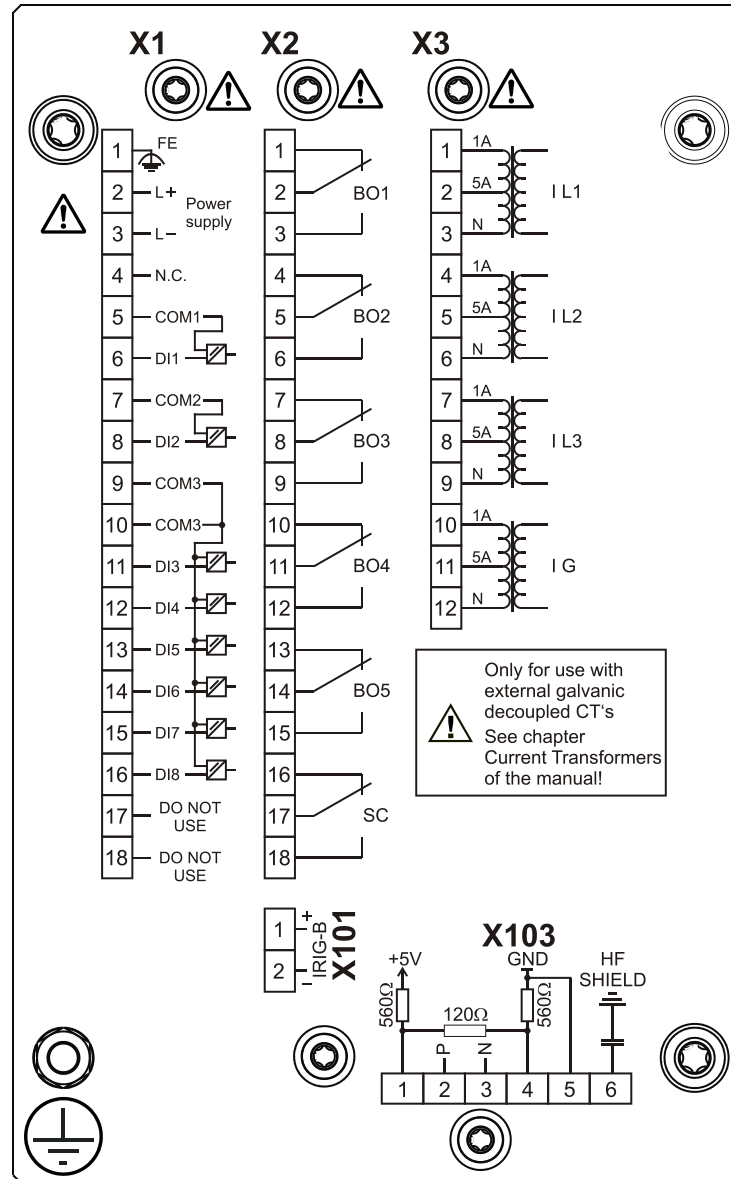 X1
X2
X3
1 FE
2 L+
Power
supply
3 L–
4 N.C.
5 COM1
6 DI1
7 COM2
8 DI2
9 COM3
10 COM3
11 DI3
12 DI4
13 DI5
14 DI6
15 DI7
16 DI8
17 DO NOT
USE
18 DO NOT
USE
1
2 BO1
3
4
5 BO2
6
7
8 BO3
9
10
11 BO4
12
13
14 BO5
15
16
17 SC
18
1 1A
2 5A I L1
3 N
4 1A
5 5A I L2
6 N
7 1A
8 5A I L3
9 N
10 1A
11 5A I G
12 N
Only for use with
external galvanic
decoupled CT‘s
See chapter
Current Transformers
of the manual!
1 +
2 –
IRIG-B
X101
X103
+5V
GND
HF
SHIELD
560Ω
120Ω
560Ω
P
N
1 2 3 4 5 6